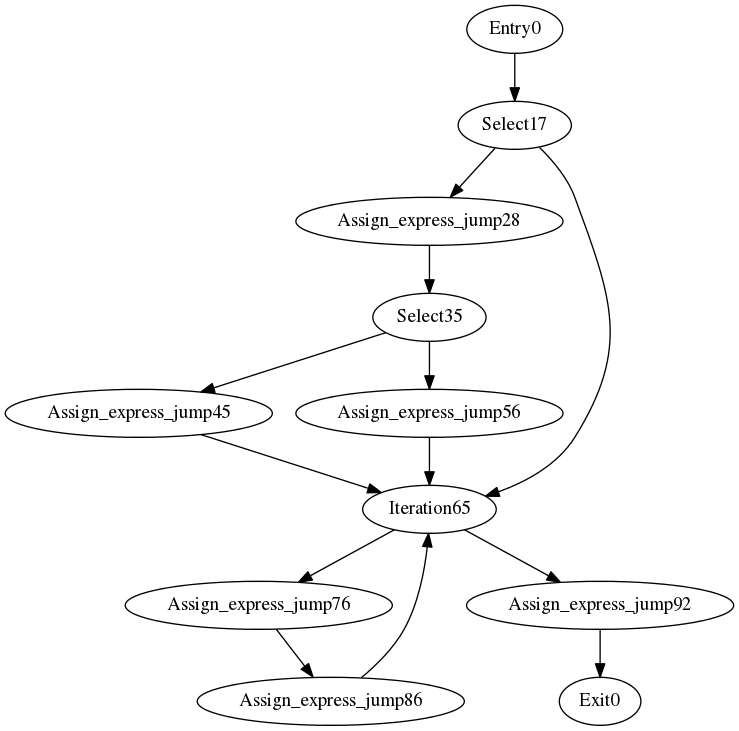 Entry0
Select17
Assign_express_jump28
Select35
Assign_express_jump45
Assign_express_jump56
Iteration65
Assign_express_jump76
Assign_express_jump92
Assign_express_jump86
Exit0